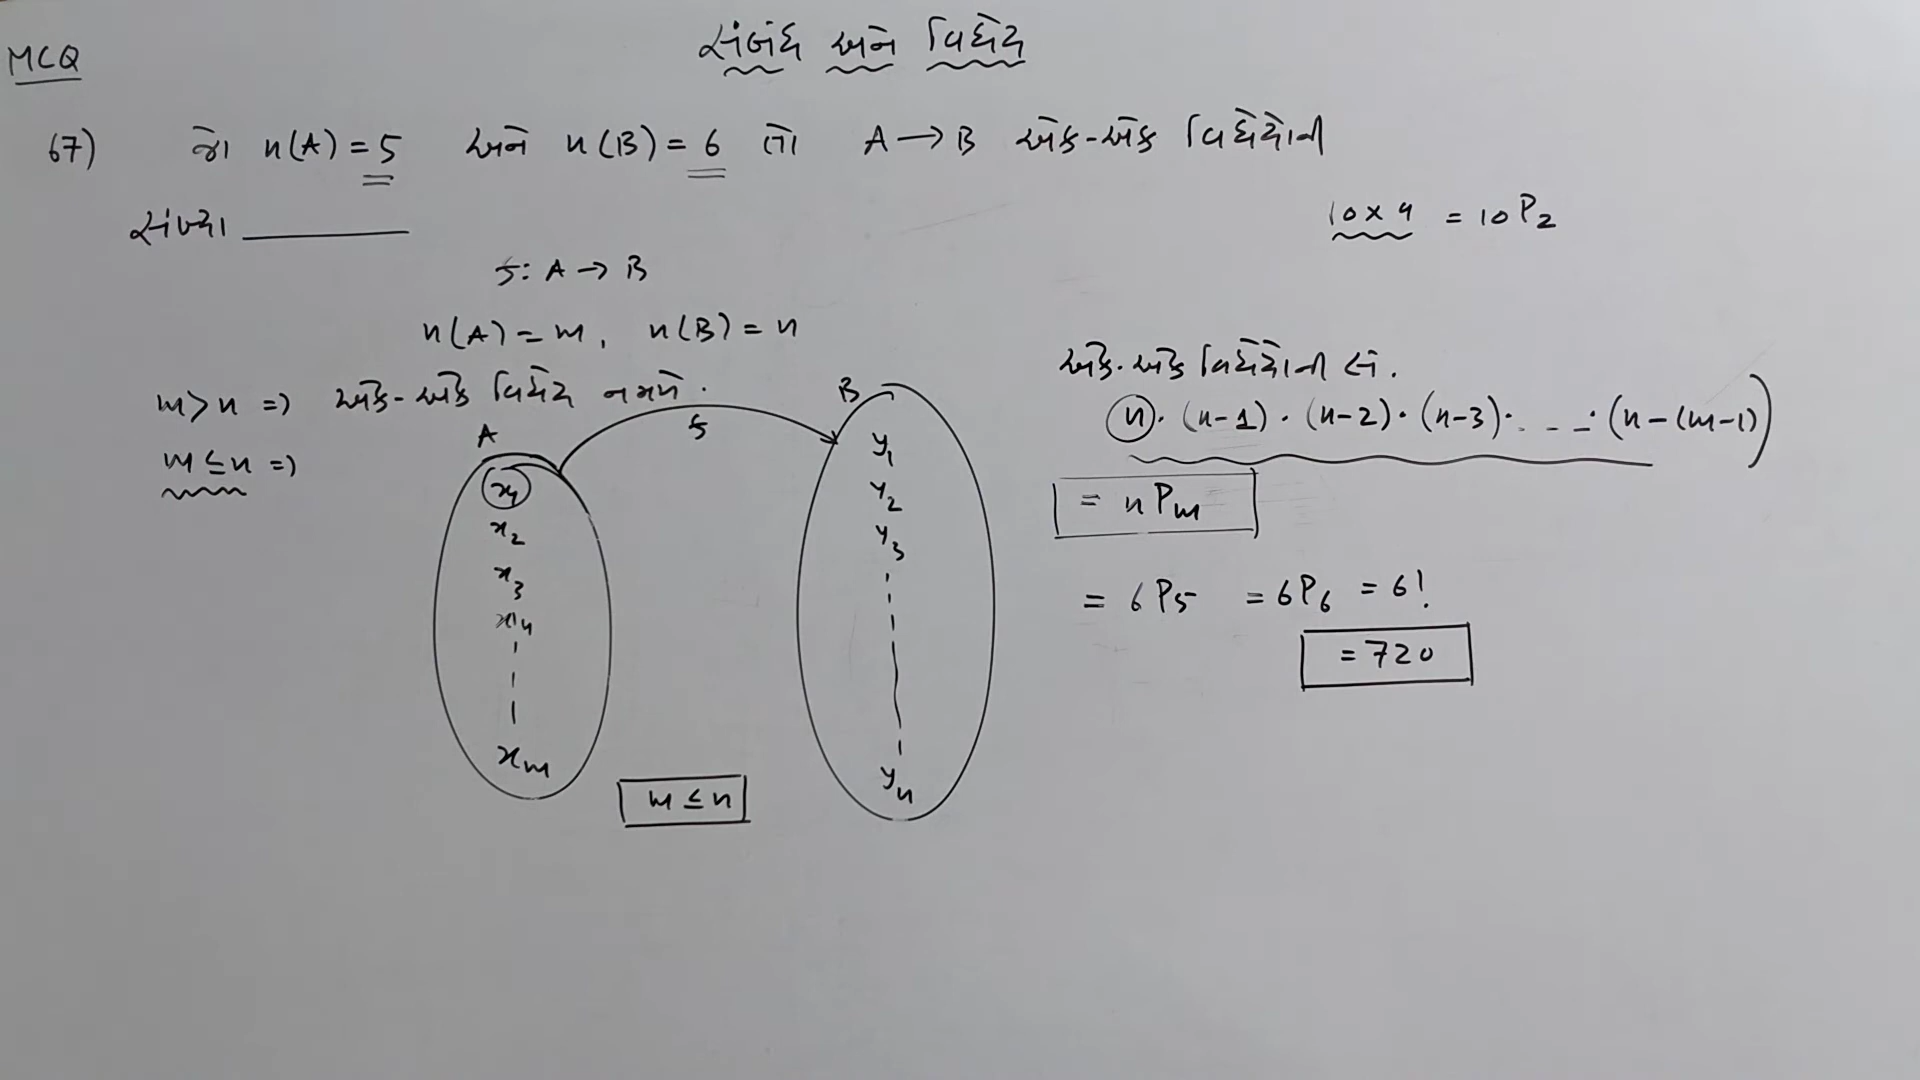 MCQ
સંબંધ અને વિધેય
67) જો n(A) = 5 અને n(B) = 6 તો A → B એક-એક વિધેયોની
સંખ્યા ________
10 x 9 = 10P2
f: A → B
n(A) = m, n(B) = n
m > n => એક-એક વિધેય ન મળે.
m ≤ n =>
A
f
B
x1
x2
x3
x4
xm
y1
y2
y3
yn
m ≤ n
એક-એક વિધેયોની સં.
n · (n-1) · (n-2) · (n-3) · ... · (n-(m-1))
= nPm
= 6P5 = 6P6 = 6!
= 720